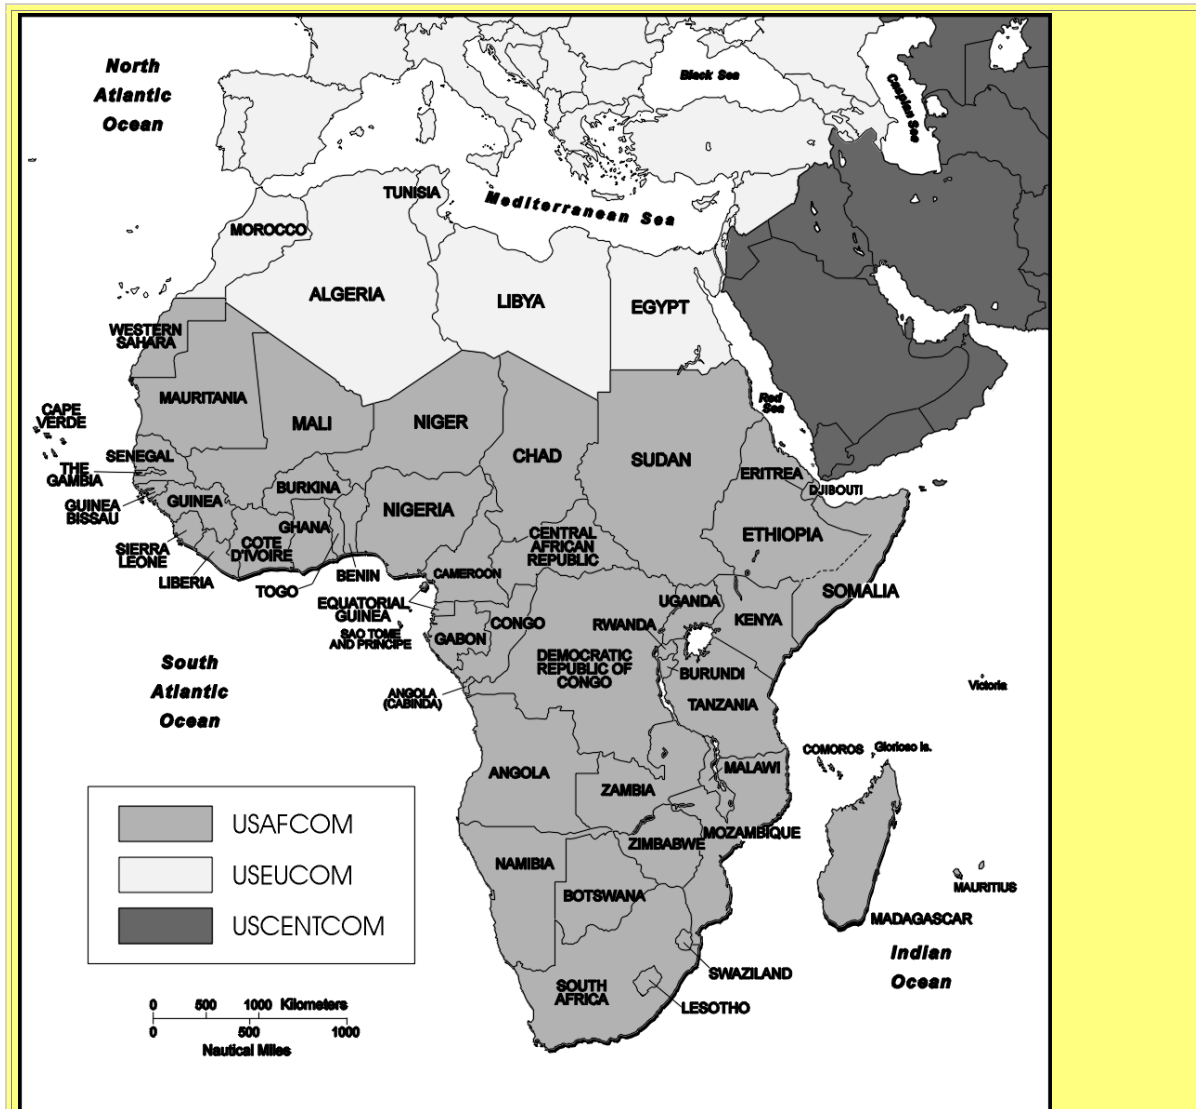 North
Atlantic
Ocean
Black Sea
Caspian Sea
TUNISIA
Mediterranean Sea
MOROCCO
ALGERIA
LIBYA
EGYPT
WESTERN
SAHARA
MAURITANIA
MALI
NIGER
CHAD
SUDAN
Red
Sea
CAPE
VERDE
SENEGAL
THE
GAMBIA
GUINEA
BISSAU
GUINEA
BURKINA
NIGERIA
ERITREA
DJIBOUTI
GHANA
COTE
D'IVOIRE
CENTRAL
AFRICAN
REPUBLIC
ETHIOPIA
SIERRA
LEONE
LIBERIA
TOGO
BENIN
CAMEROON
SOMALIA
EQUATORIAL
GUINEA
SAO TOME
AND PRINCIPE
GABON
CONGO
UGANDA
KENYA
RWANDA
DEMOCRATIC
REPUBLIC OF
CONGO
BURUNDI
TANZANIA
South
Atlantic
Ocean
ANGOLA
(CABINDA)
Victoria
COMOROS
Glorioso Is.
ANGOLA
ZAMBIA
MALAWI
MOZAMBIQUE
ZIMBABWE
NAMIBIA
BOTSWANA
MAURITIUS
MADAGASCAR
Indian
Ocean
SWAZILAND
SOUTH
AFRICA
LESOTHO
USAFCOM
USEUCOM
USCENTCOM
0 500 1000 Kilometers
0 500 1000
Nautical Miles